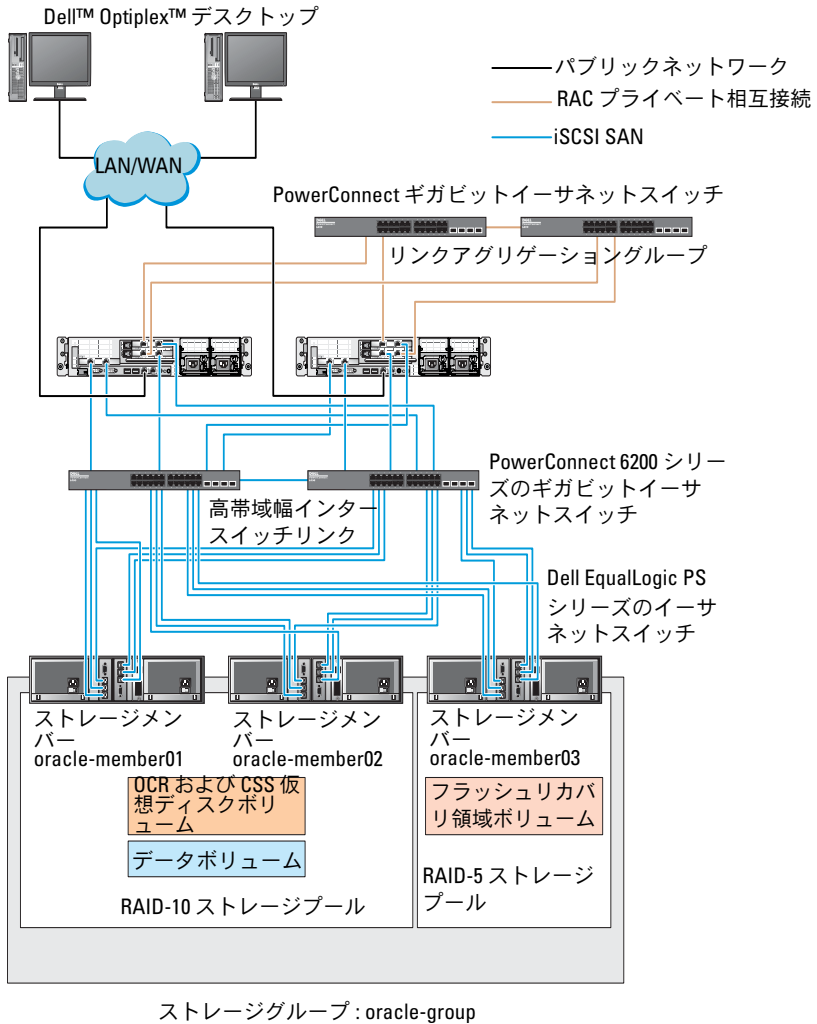 Dell™ Optiplex™ デスクトップ
パブリックネットワーク
RAC プライベート相互接続
iSCSI SAN
LAN/WAN
PowerConnect ギガビットイーサネットスイッチ
リンクアグリゲーショングループ
PowerConnect 6200 シリー
ズのギガビットイーサ
ネットスイッチ
高帯域幅インター
スイッチリンク
Dell EqualLogic PS
シリーズのイーサ
ネットスイッチ
ストレージメン
バー
oracle-member01
ストレージメン
バー
oracle-member02
ストレージメン
バー
oracle-member03
OCR および CSS 仮
想ディスクボリ
ューム
データボリューム
フラッシュリカバ
リ領域ボリューム
RAID-10 ストレージプール
RAID-5 ストレージ
プール
ストレージグループ : oracle-group